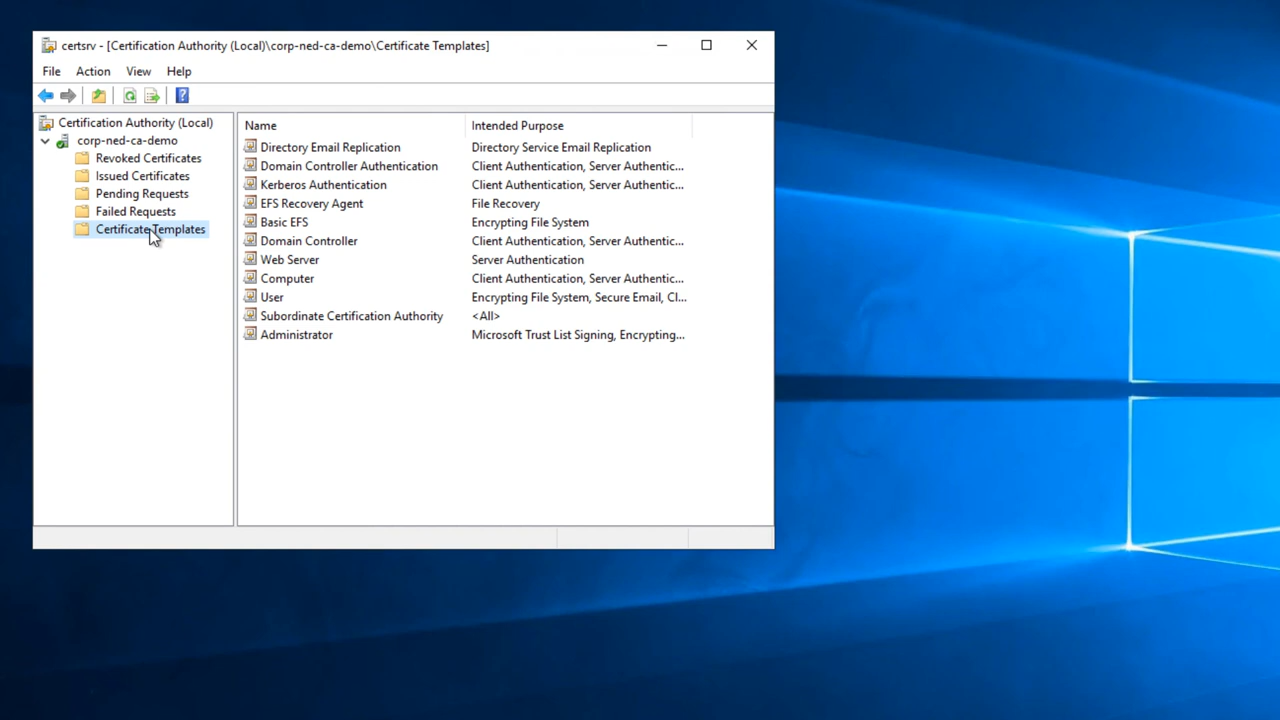 certsrv - [Certification Authority (Local)\corp-ned-ca-demo\Certificate Templates]
File Action View Help
Certification Authority (Local)
corp-ned-ca-demo
Revoked Certificates
Issued Certificates
Pending Requests
Failed Requests
Certificate Templates
Name Intended Purpose
Directory Email Replication Directory Service Email Replication
Domain Controller Authentication Client Authentication, Server Authentic...
Kerberos Authentication Client Authentication, Server Authentic...
EFS Recovery Agent File Recovery
Basic EFS Encrypting File System
Domain Controller Client Authentication, Server Authentic...
Web Server Server Authentication
Computer Client Authentication, Server Authentic...
User Encrypting File System, Secure Email, Cl...
Subordinate Certification Authority <All>
Administrator Microsoft Trust List Signing, Encrypting...